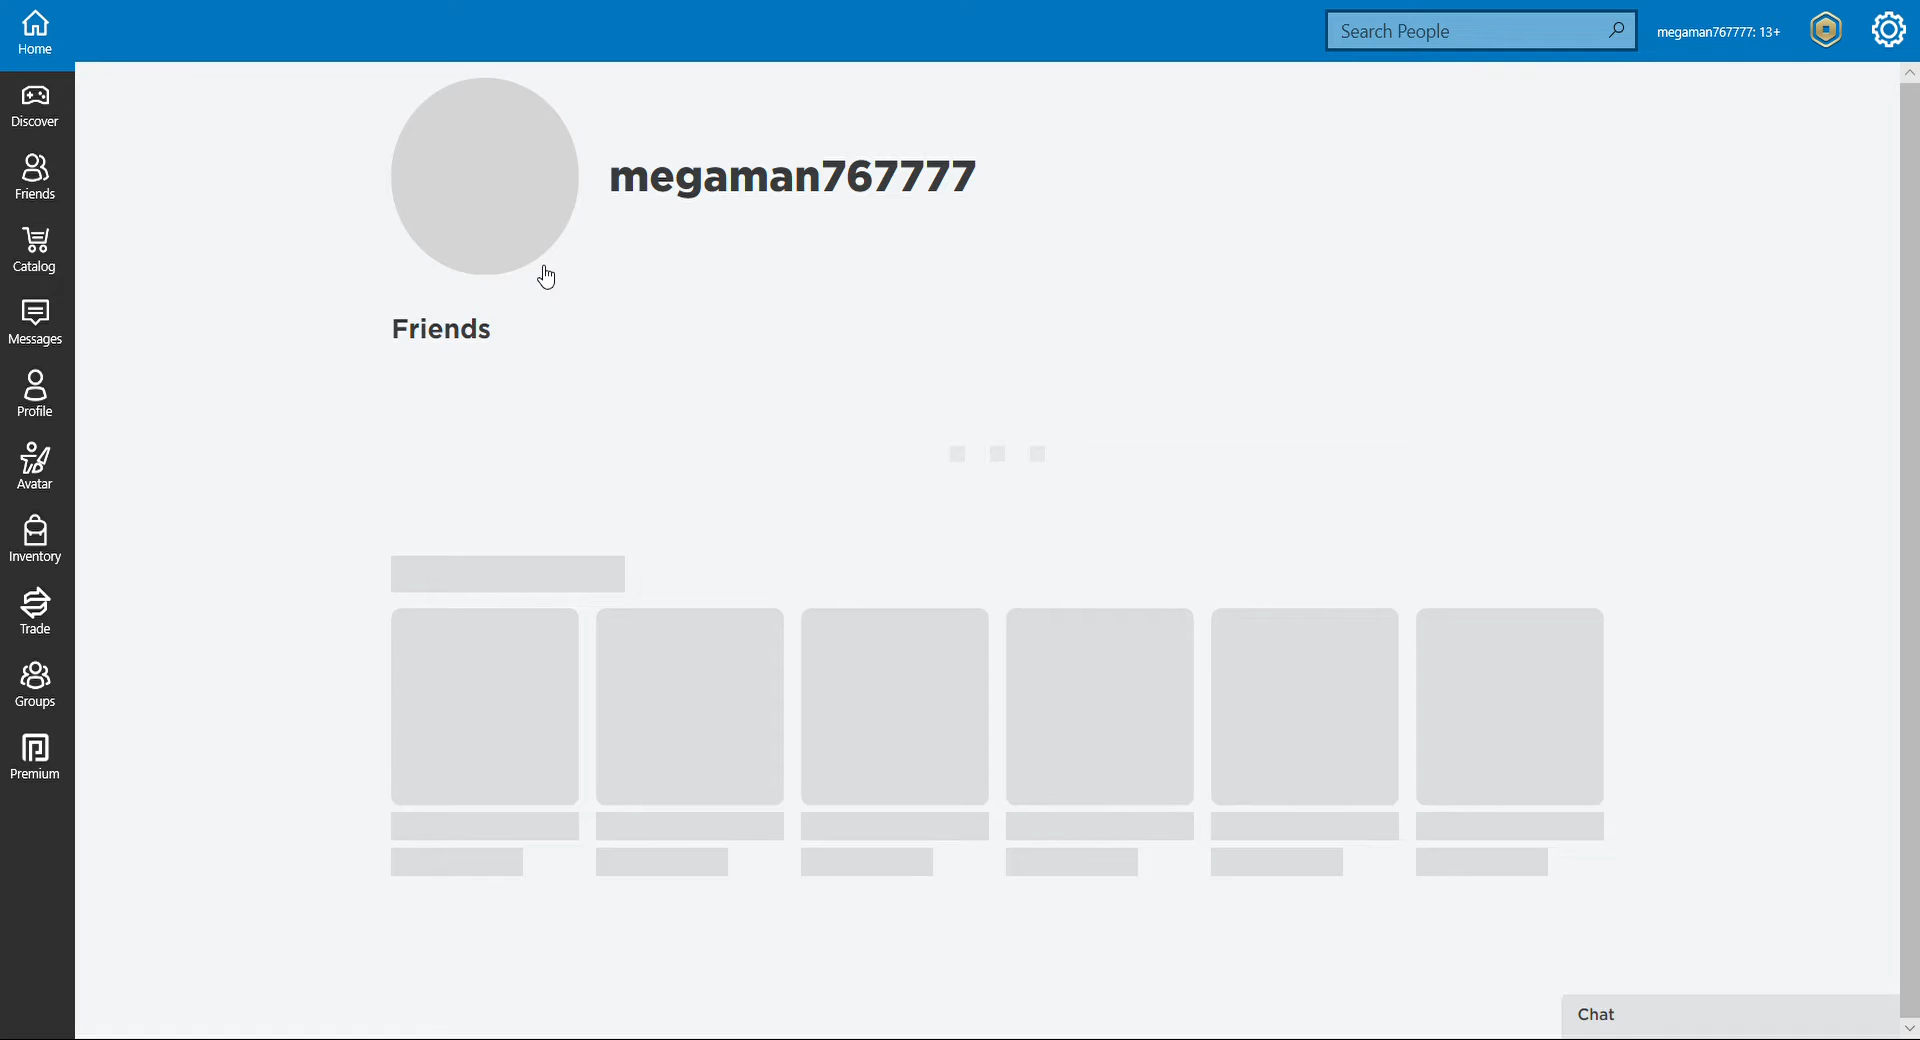 Home
Search People
megaman767777: 13+
Discover
Friends
Catalog
Messages
Profile
Avatar
Inventory
Trade
Groups
Premium
megaman767777
Friends
Chat